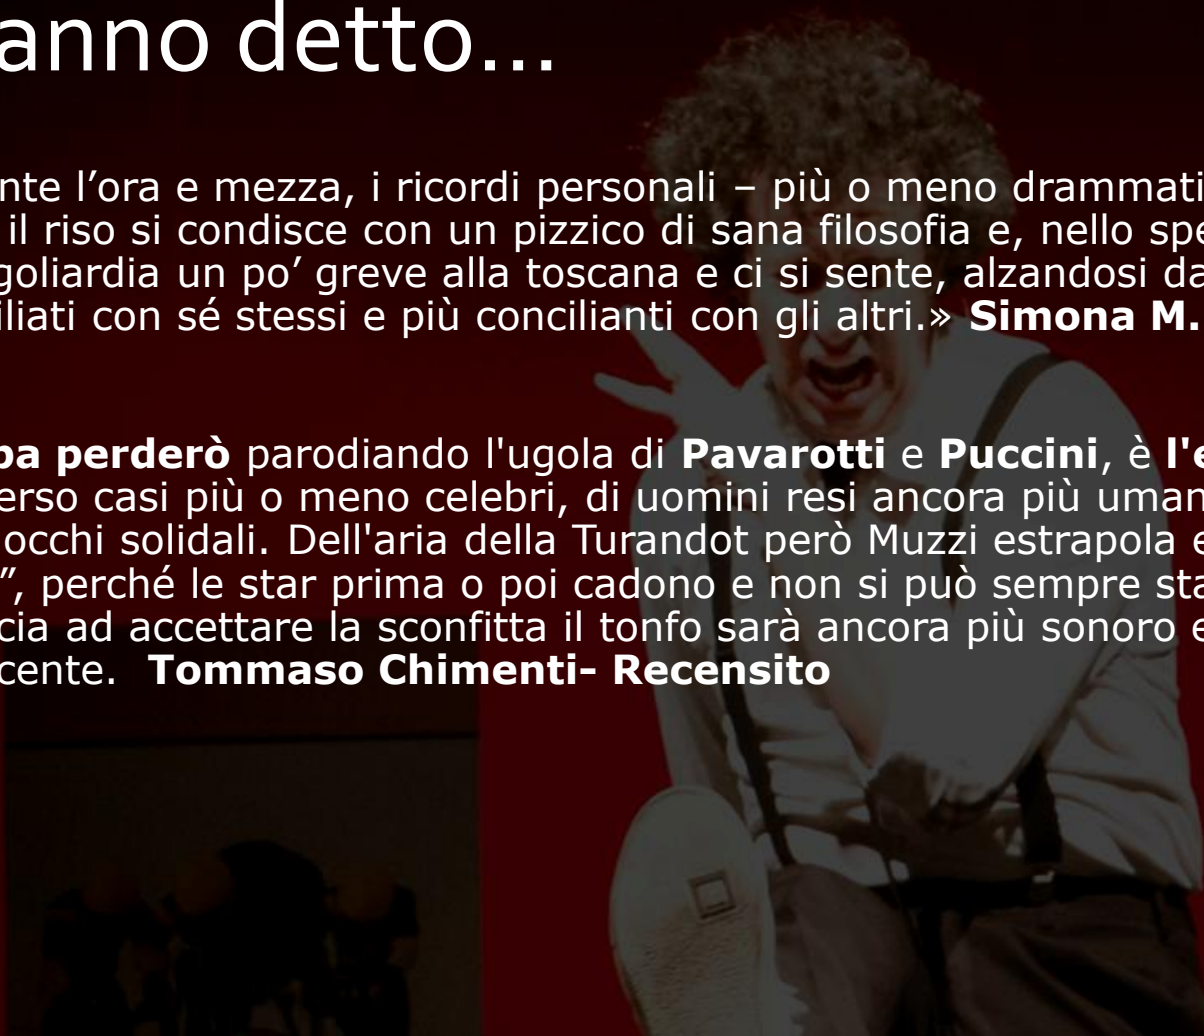 anno detto...
nte l’ora e mezza, i ricordi personali – più o meno drammati
il riso si condisce con un pizzico di sana filosofia e, nello spe
goliardia un po’ greve alla toscana e ci si sente, alzandosi da
iliati con sé stessi e più concilianti con gli altri.» Simona M.
pa perderò parodiando l'ugola di Pavarotti e Puccini, è l'e
erso casi più o meno celebri, di uomini resi ancora più uman
occhi solidali. Dell'aria della Turandot però Muzzi estrapola e
”, perché le star prima o poi cadono e non si può sempre sta
cia ad accettare la sconfitta il tonfo sarà ancora più sonoro e
cente. Tommaso Chimenti- Recensito